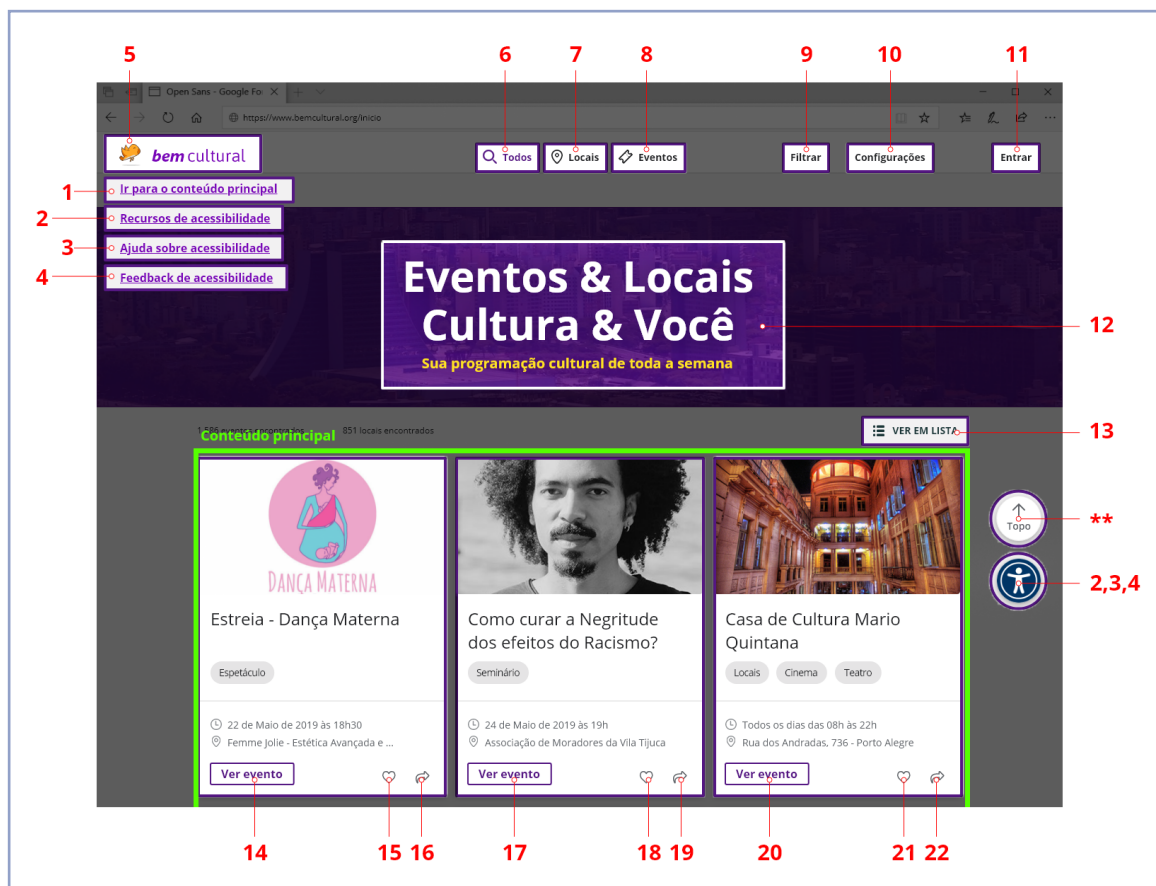 5
6
7
8
9
10
11
Open Sans - Google Fo
https://www.bemcultural.org/inicio
bem cultural
Todos
Locais
Eventos
Filtrar
Configurações
Entrar
1
Ir para o conteúdo principal
2
Recursos de acessibilidade
3
Ajuda sobre acessibilidade
4
Feedback de acessibilidade
Eventos & Locais
Cultura & Você
Sua programação cultural de toda a semana
12
1.586 eventos encontrados
851 locais encontrados
Conteúdo principal
VER EM LISTA
13
Topo
**
2,3,4
DANÇA MATERNA
Estreia - Dança Materna
Espetáculo
22 de Maio de 2019 às 18h30
Femme Jolie - Estética Avançada e ...
Ver evento
Como curar a Negritude
dos efeitos do Racismo?
Seminário
24 de Maio de 2019 às 19h
Associação de Moradores da Vila Tijuca
Ver evento
Casa de Cultura Mario
Quintana
Locais
Cinema
Teatro
Todos os dias das 08h às 22h
Rua dos Andradas, 736 - Porto Alegre
Ver evento
14
15
16
17
18
19
20
21
22